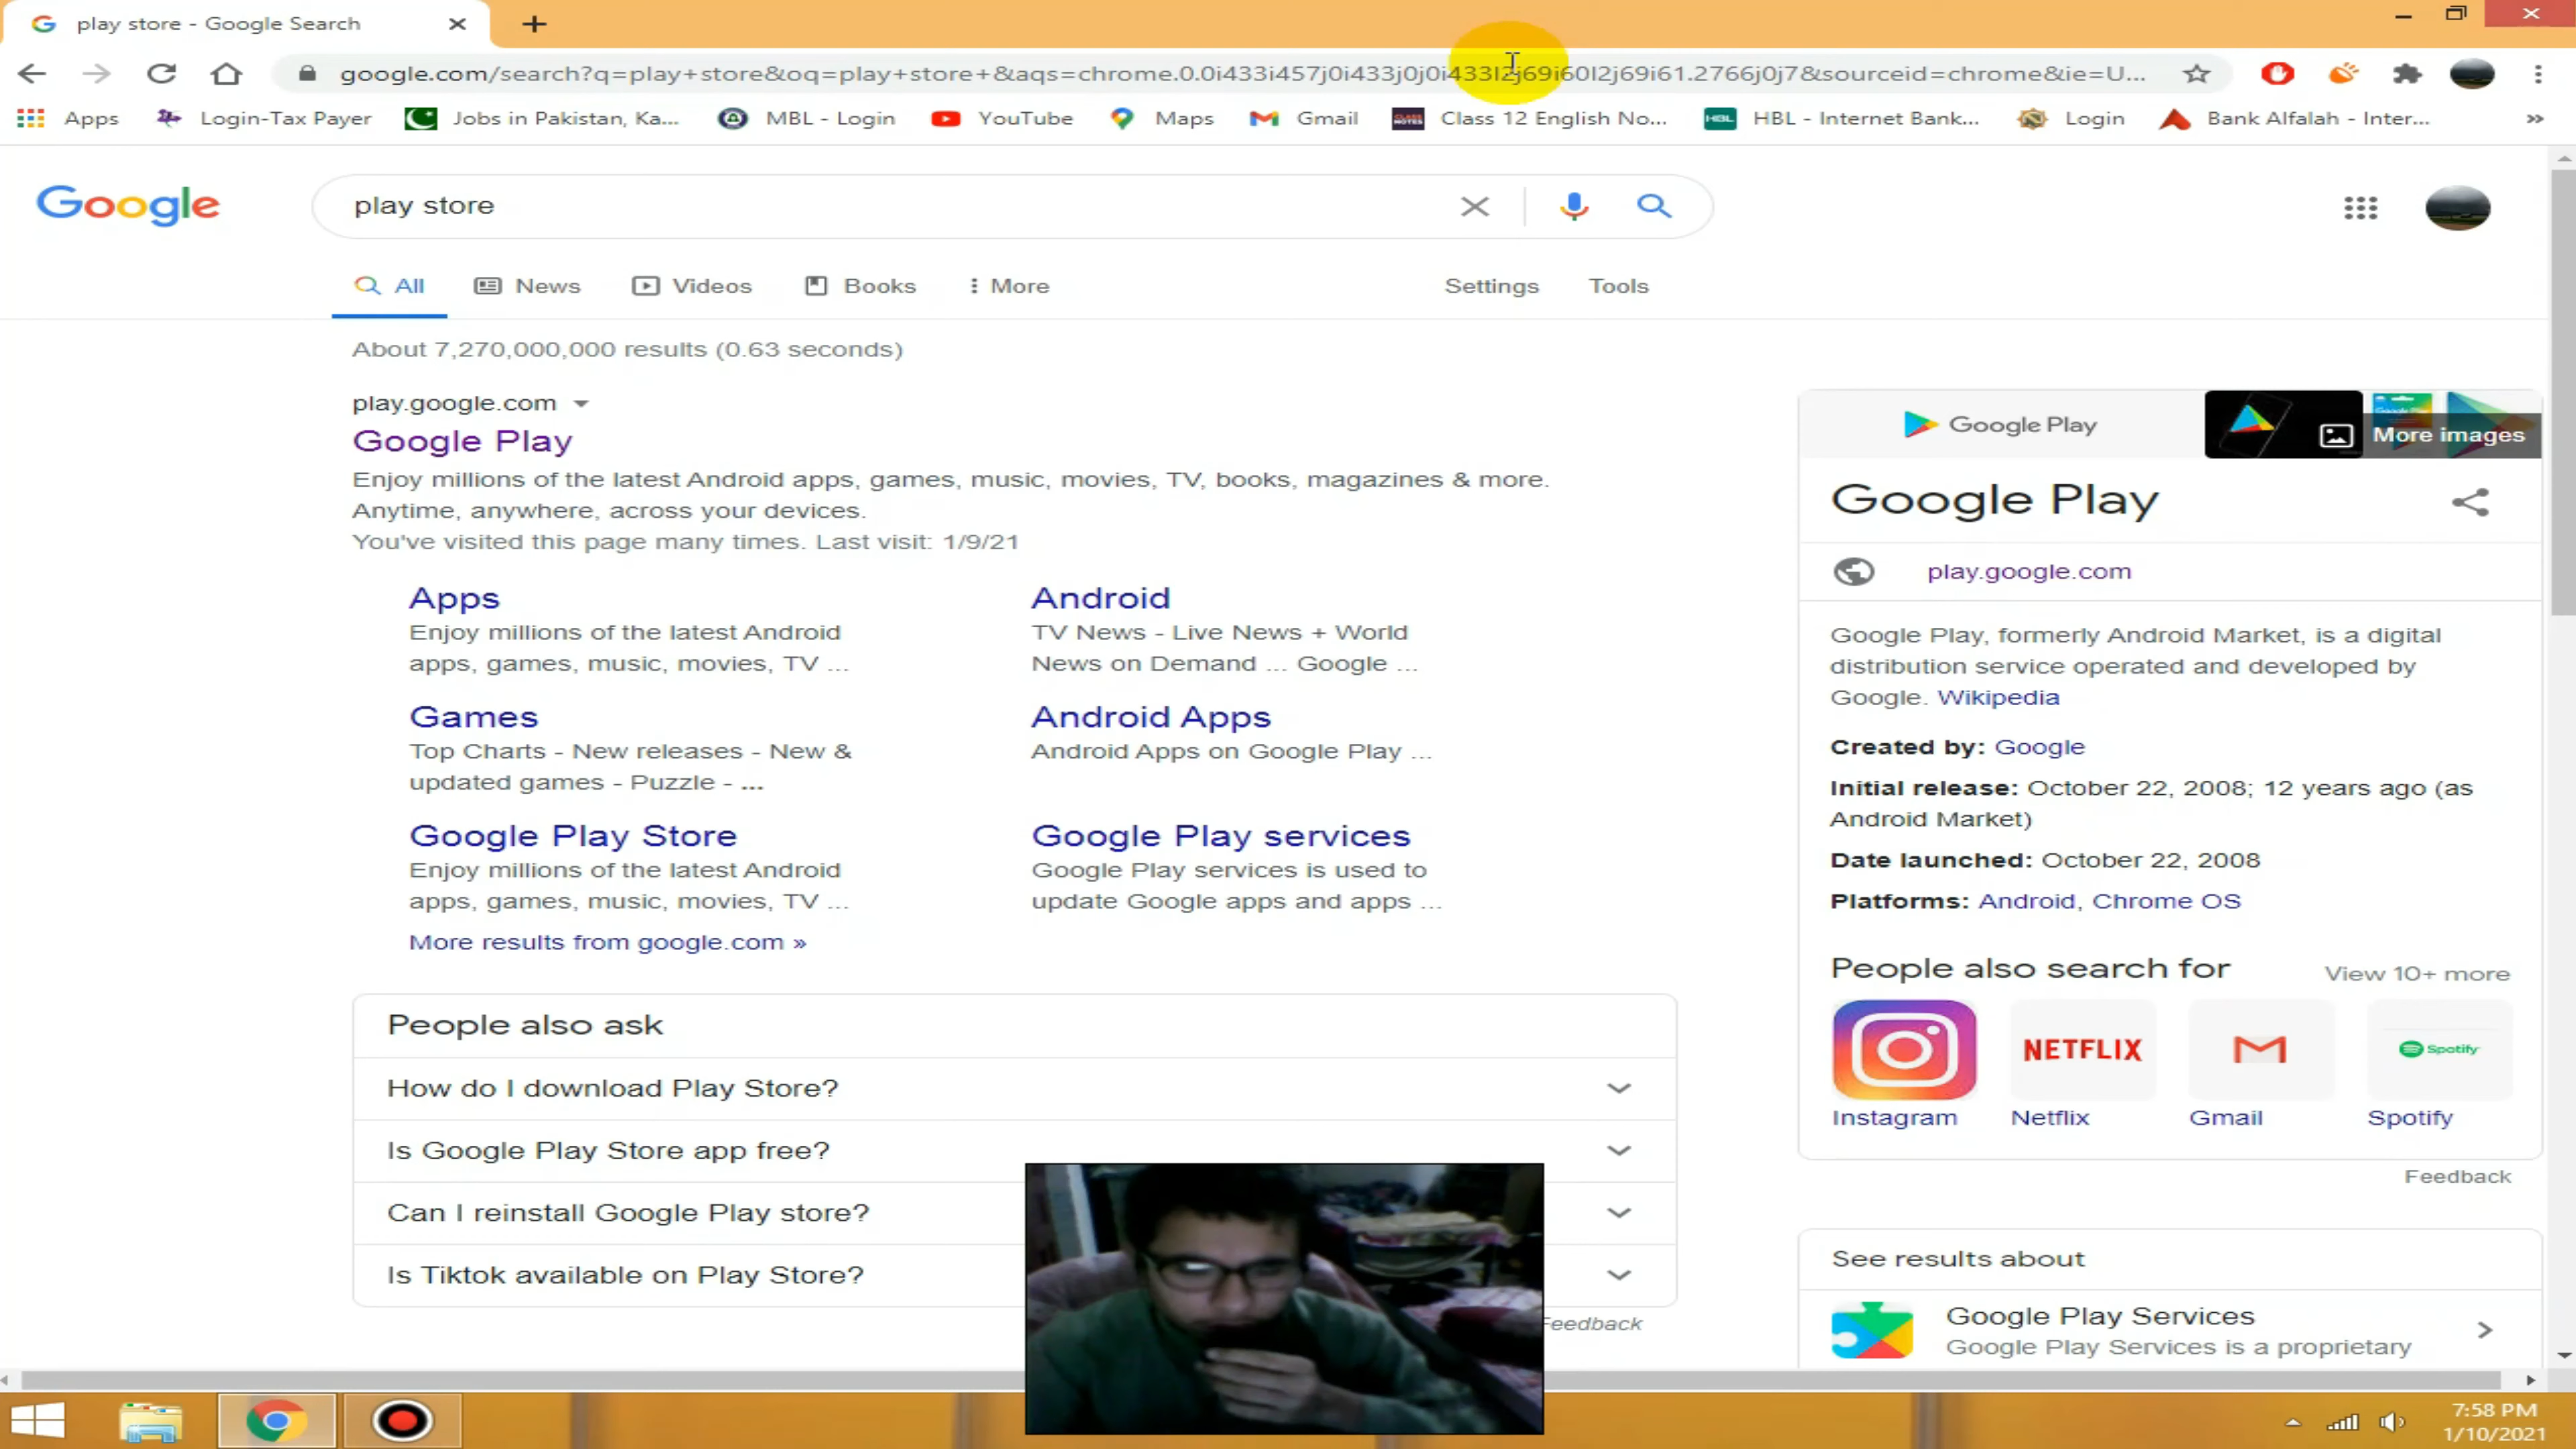 play store - Google Search
google.com/search?q=play+store&oq=play+store+&aqs=chrome.0.0i433i457j0i433j0j0i433l2j69i60l2j69i61.2766j0j7&sourceid=chrome&ie=U...
Apps Login-Tax Payer Jobs in Pakistan, Ka... MBL - Login YouTube Maps Gmail Class 12 English No... HBL - Internet Bank... Login Bank Alfalah - Inter... »
Google play store
All News Videos Books More Settings Tools
About 7,270,000,000 results (0.63 seconds)
play.google.com
Google Play
Enjoy millions of the latest Android apps, games, music, movies, TV, books, magazines & more.
Anytime, anywhere, across your devices.
You've visited this page many times. Last visit: 1/9/21
Apps
Enjoy millions of the latest Android
apps, games, music, movies, TV ...
Android
TV News - Live News + World
News on Demand ... Google ...
Games
Top Charts - New releases - New &
updated games - Puzzle - ...
Android Apps
Android Apps on Google Play ...
Google Play Store
Enjoy millions of the latest Android
apps, games, music, movies, TV ...
Google Play services
Google Play services is used to
update Google apps and apps ...
More results from google.com »
People also ask
How do I download Play Store?
Is Google Play Store app free?
Can I reinstall Google Play store?
Is Tiktok available on Play Store?
Feedback
Google Play
More images
Google Play
play.google.com
Google Play, formerly Android Market, is a digital
distribution service operated and developed by
Google. Wikipedia
Created by: Google
Initial release: October 22, 2008; 12 years ago (as
Android Market)
Date launched: October 22, 2008
Platforms: Android, Chrome OS
People also search for View 10+ more
NETFLIX Spotify
Instagram Netflix Gmail Spotify
Feedback
See results about
Google Play Services
Google Play Services is a proprietary
7:58 PM
1/10/2021